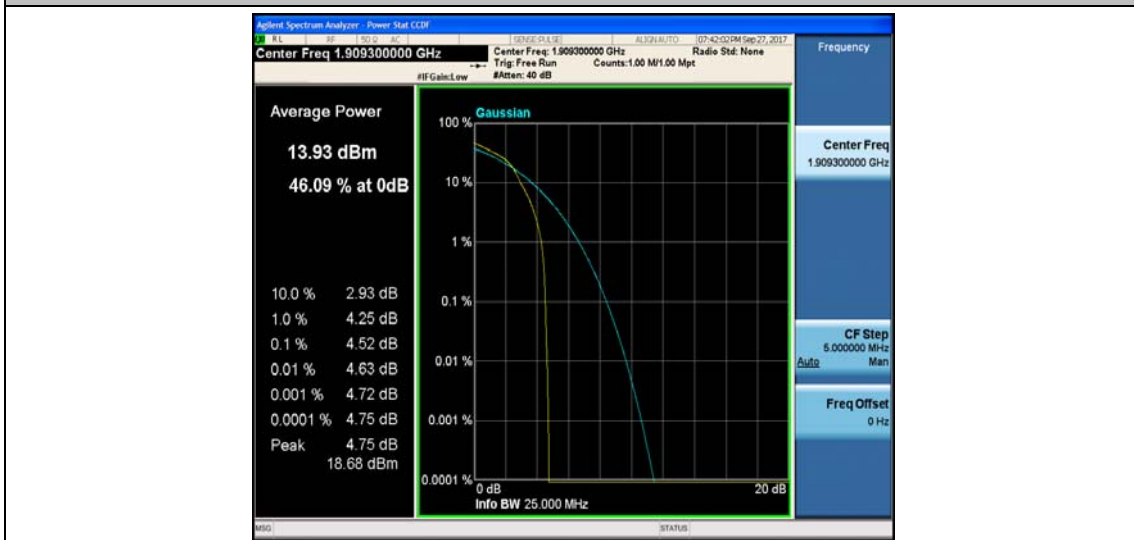 Agilent Spectrum Analyzer - Power Stat CCDF
RL RF 50 Ω AC SENSE:PULSE ALIGN AUTO 07:42:02 PM Sep 27, 2017
Center Freq 1.909300000 GHz
Center Freq: 1.909300000 GHz Radio Std: None
Trig: Free Run Counts:1.00 M/1.00 Mpt
#IFGain:Low #Atten: 40 dB
Frequency
Average Power
13.93 dBm
46.09 % at 0dB
10.0 % 2.93 dB
1.0 % 4.25 dB
0.1 % 4.52 dB
0.01 % 4.63 dB
0.001 % 4.72 dB
0.0001 % 4.75 dB
Peak 4.75 dB
18.68 dBm
Gaussian
100 %
10 %
1 %
0.1 %
0.01 %
0.001 %
0.0001 %
0 dB 20 dB
Info BW 25.000 MHz
Center Freq
1.909300000 GHz
CF Step
5.000000 MHz
Auto Man
Freq Offset
0 Hz
MSG STATUS